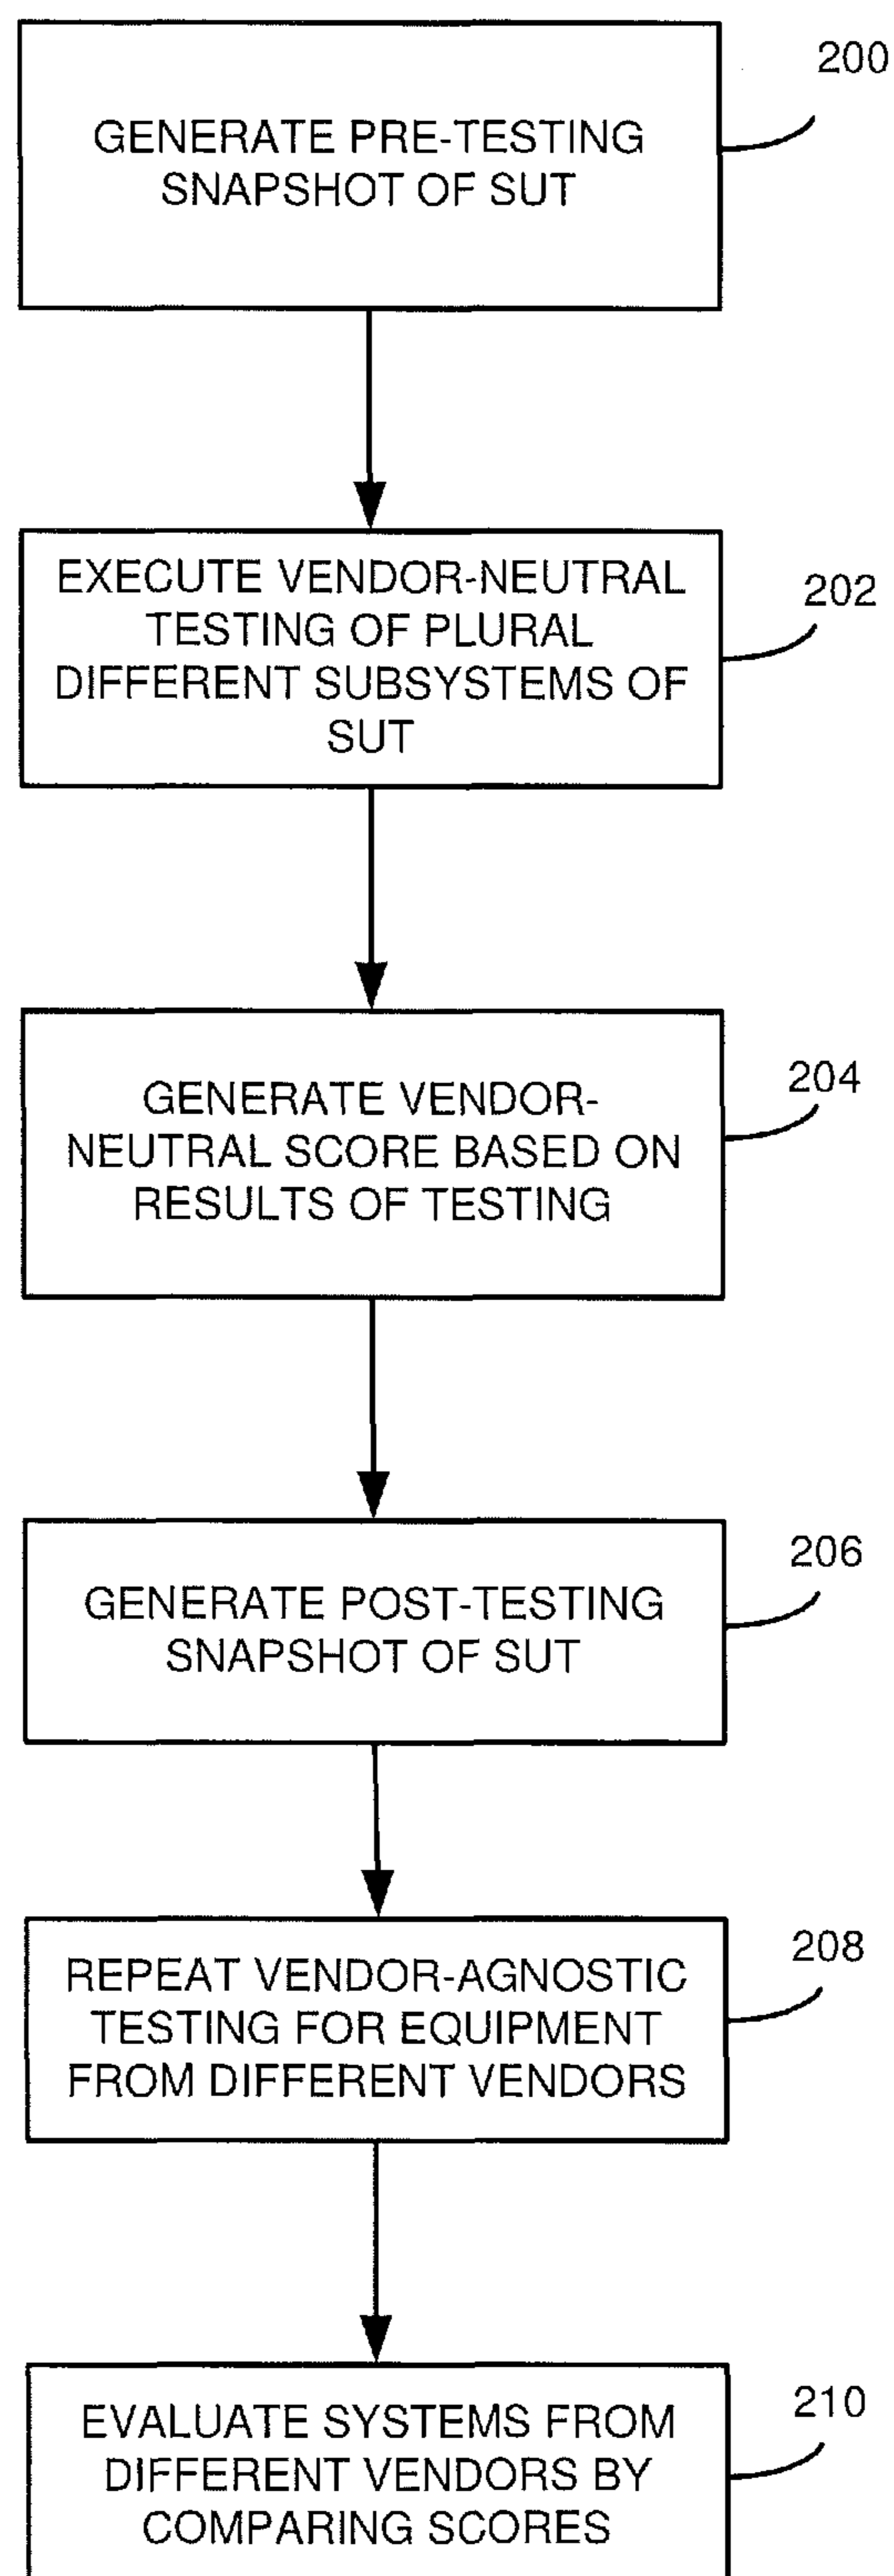 200
GENERATE PRE-TESTING
SNAPSHOT OF SUT
202
EXECUTE VENDOR-NEUTRAL
TESTING OF PLURAL
DIFFERENT SUBSYSTEMS OF
SUT
204
GENERATE VENDOR-
NEUTRAL SCORE BASED ON
RESULTS OF TESTING
206
GENERATE POST-TESTING
SNAPSHOT OF SUT
208
REPEAT VENDOR-AGNOSTIC
TESTING FOR EQUIPMENT
FROM DIFFERENT VENDORS
210
EVALUATE SYSTEMS FROM
DIFFERENT VENDORS BY
COMPARING SCORES